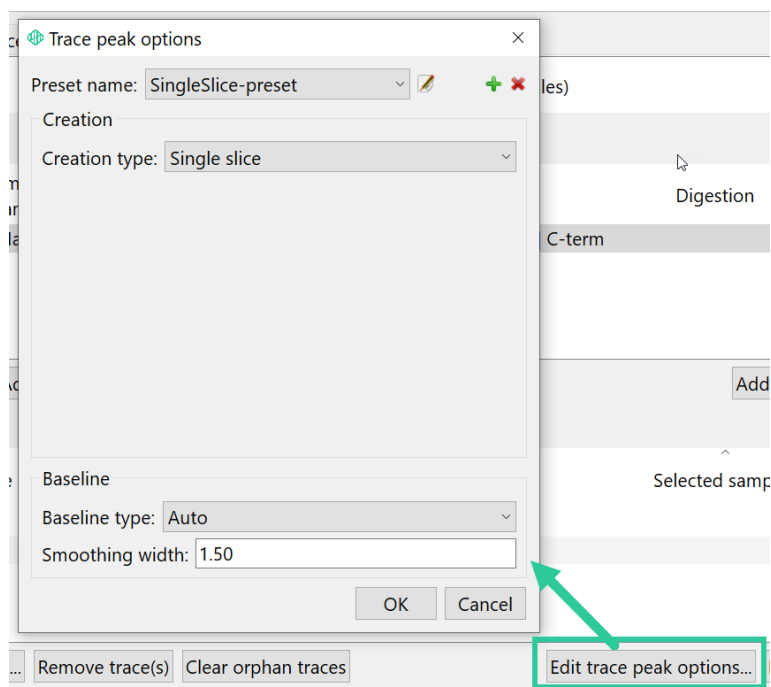 Trace peak options
Preset name: SingleSlice-preset
les)
Creation
Creation type: Single slice
Digestion
C-term
Add
Baseline
Selected samp
Baseline type: Auto
Smoothing width: 1.50
OK Cancel
... Remove trace(s) Clear orphan traces Edit trace peak options...